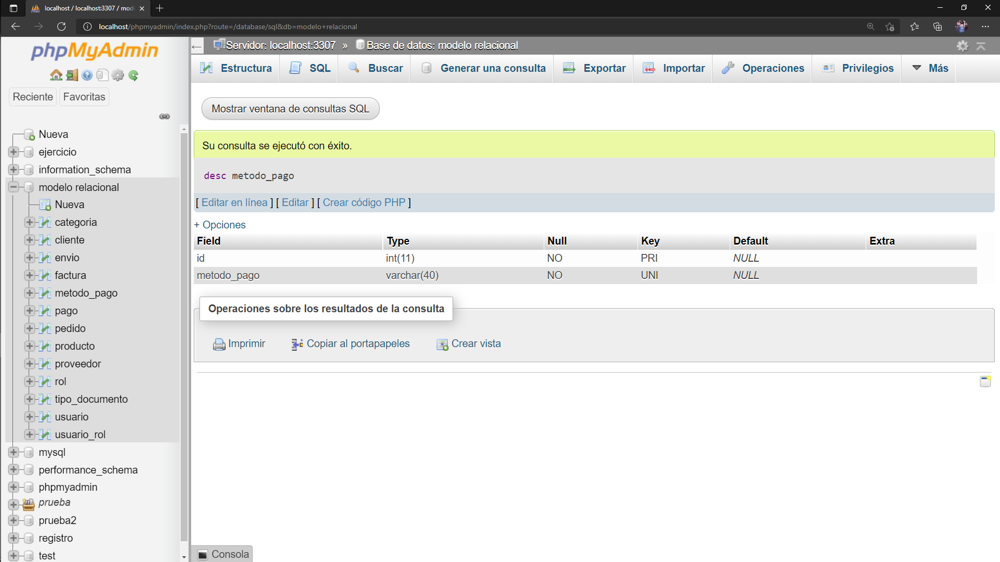 localhost / localhost:3307 / mod
localhost/phpmyadmin/index.php?route=/database/sql&db=modelo+relacional
phpMyAdmin
Reciente
Favoritas
Nueva
ejercicio
information_schema
modelo relacional
Nueva
categoria
cliente
envio
factura
metodo_pago
pago
pedido
producto
proveedor
rol
tipo_documento
usuario
usuario_rol
mysql
performance_schema
phpmyadmin
prueba
prueba2
registro
test
Servidor: localhost:3307 » Base de datos: modelo relacional
Estructura SQL Buscar Generar una consulta Exportar Importar Operaciones Privilegios Más
Mostrar ventana de consultas SQL
Su consulta se ejecutó con éxito.
desc metodo_pago
[ Editar en línea ] [ Editar ] [ Crear código PHP ]
+ Opciones
Field Type Null Key Default Extra
id int(11) NO PRI NULL
metodo_pago varchar(40) NO UNI NULL
Operaciones sobre los resultados de la consulta
Imprimir Copiar al portapapeles Crear vista
Consola